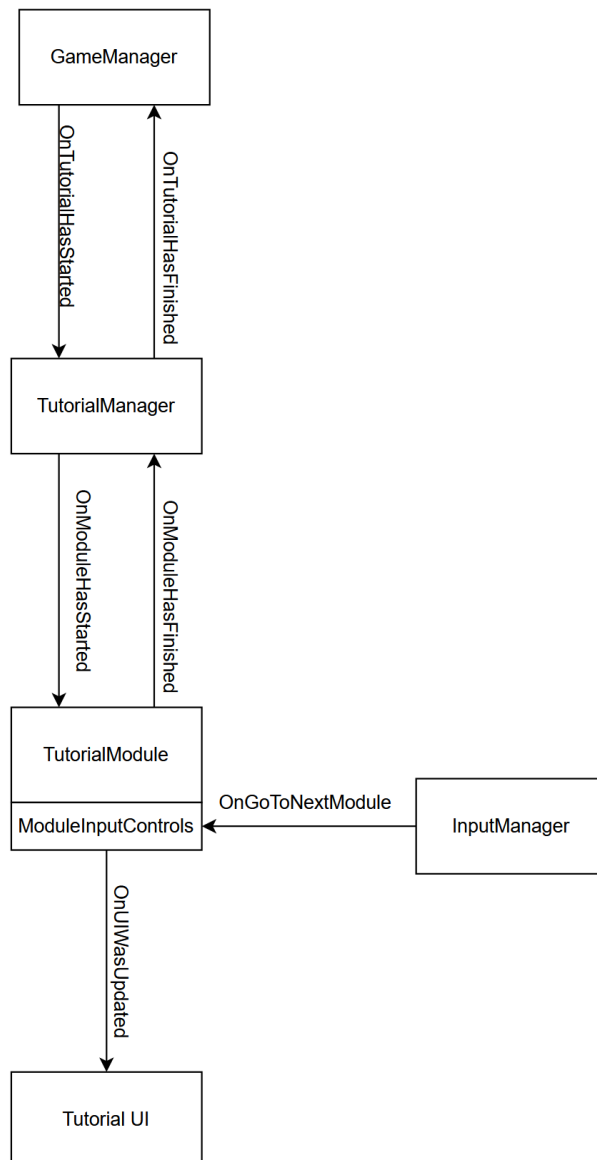 GameManager
OnTutorialHasStarted
OnTutorialHasFinished
TutorialManager
OnModuleHasStarted
OnModuleHasFinished
TutorialModule
ModuleInputControls
OnGoToNextModule
InputManager
OnUIWasUpdated
Tutorial UI